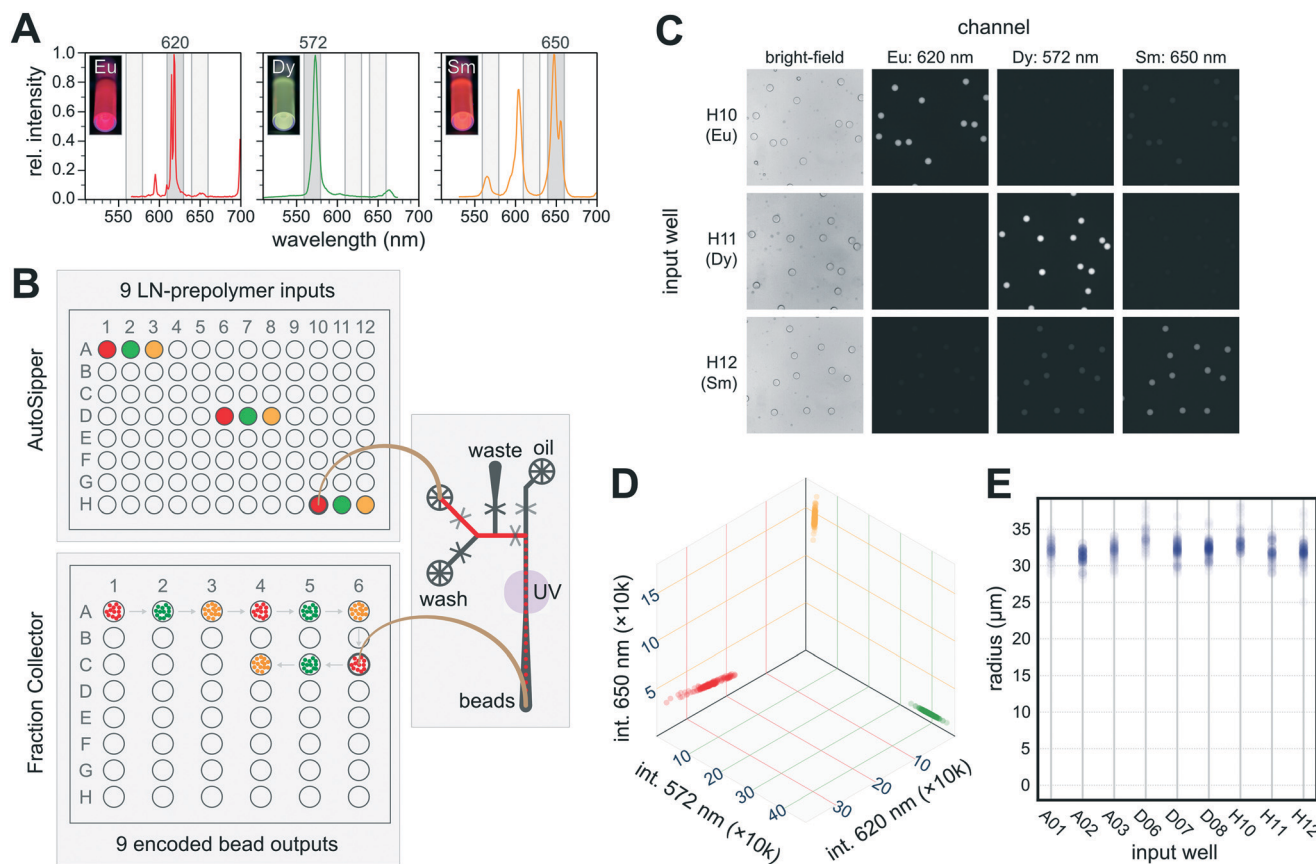 A
620
572
650
Eu
Dy
Sm
rel. intensity
1.0
0.8
0.6
0.4
0.2
0.0
550 600 650 700
550 600 650 700
550 600 650 700
wavelength (nm)
B
9 LN-prepolymer inputs
AutoSipper
1 2 3 4 5 6 7 8 9 10 11 12
A
B
C
D
E
F
G
H
waste
oil
wash
UV
beads
Fraction Collector
1 2 3 4 5 6
A
B
C
D
E
F
G
H
9 encoded bead outputs
C
channel
bright-field Eu: 620 nm Dy: 572 nm Sm: 650 nm
input well
H10
(Eu)
H11
(Dy)
H12
(Sm)
D
int. 650 nm (×10k)
15
10
5
10
20
30
40
int. 572 nm (×10k)
10
20
30
int. 620 nm (×10k)
E
radius (μm)
35
30
25
20
15
10
5
0
A01 A02 A03 D06 D07 D08 H10 H11 H12
input well